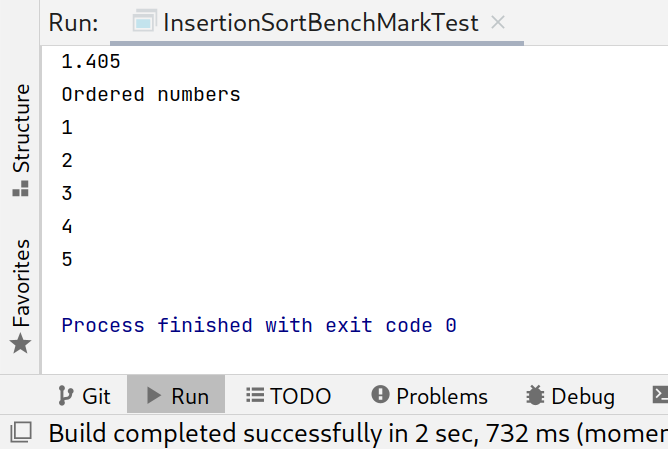 Run: InsertionSortBenchMarkTest
1.405
Ordered numbers
1
2
3
4
5
Process finished with exit code 0
Structure
Favorites
Git Run TODO Problems Debug
Build completed successfully in 2 sec, 732 ms (momen